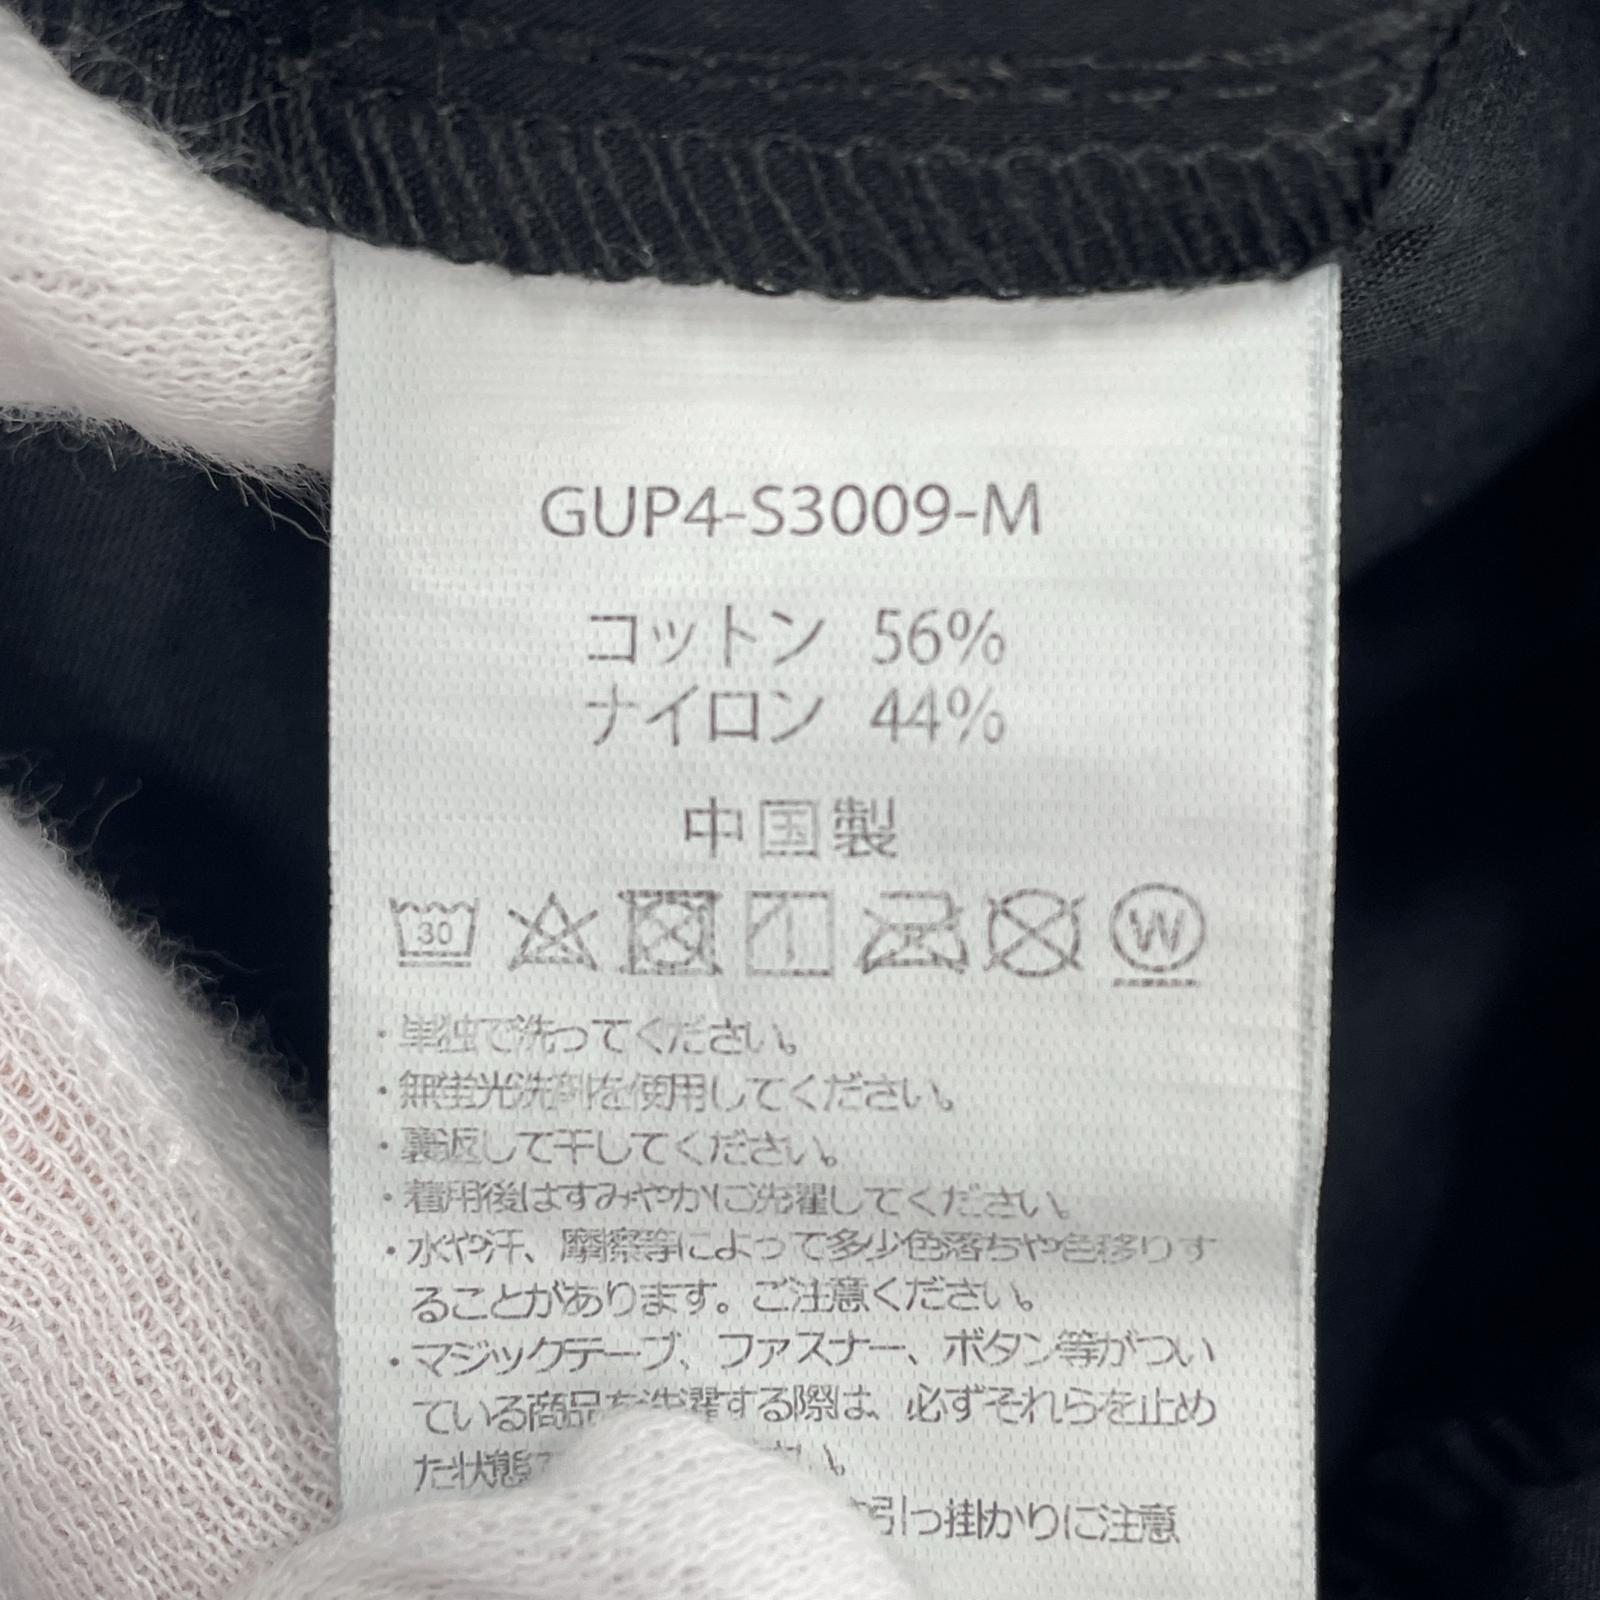 GUP4-S3009-M
コットン 56%
ナイロン 44%
中国製
30 W
・単独で洗ってください。
・無蛍光洗剤を使用してください。
・裏返して干してください。
・着用後はすみやかに洗濯してください。
・水や汗、摩擦等によって多少色落ちや色移りす
ることがあります。ご注意ください。
・マジックテープ、ファスナー、ボタン等がつい
ている商品を洗濯する際は、必ずそれらを止め
た状態
い。
引っ掛かりに注意